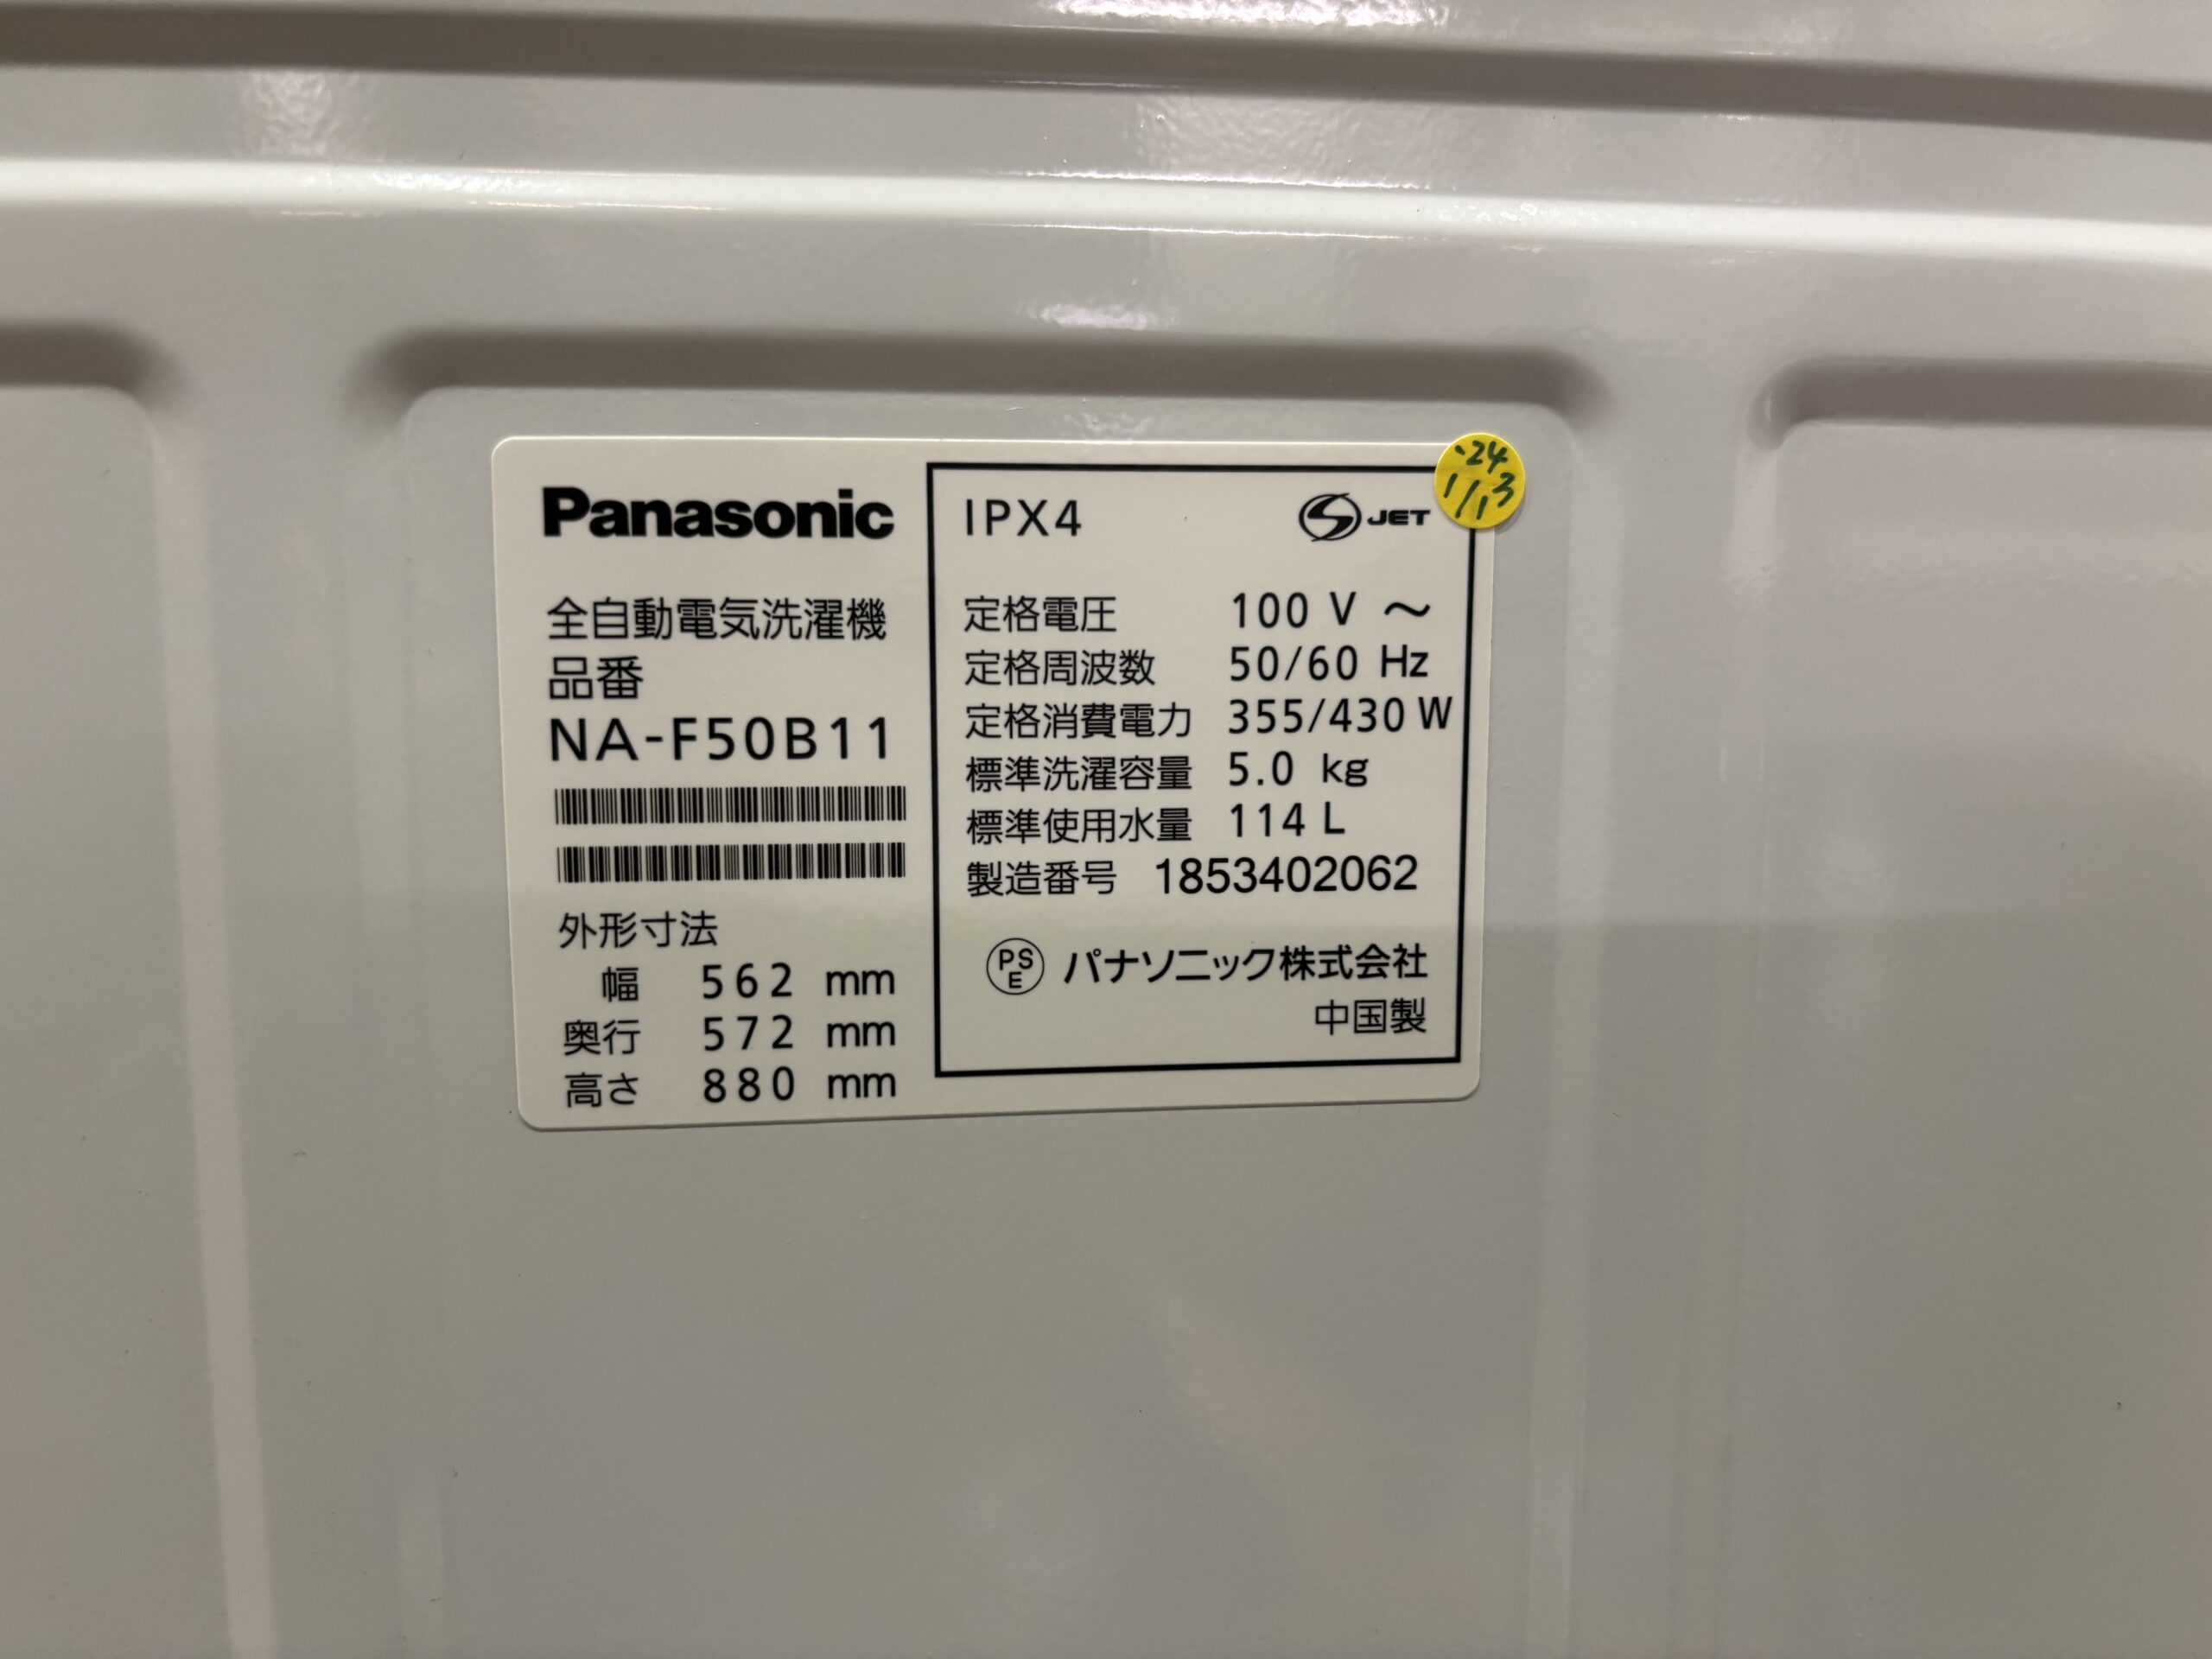 Panasonic
全自動電気洗濯機
品番
NA-F50B11
外形寸法
幅 562 mm
奥行 572 mm
高さ 880 mm
IPX4
S JET
'24
1/13
定格電圧 100 V ~
定格周波数 50/60 Hz
定格消費電力 355/430 W
標準洗濯容量 5.0 kg
標準使用水量 114 L
製造番号 1853402062
PS
E
パナソニック株式会社
中国製